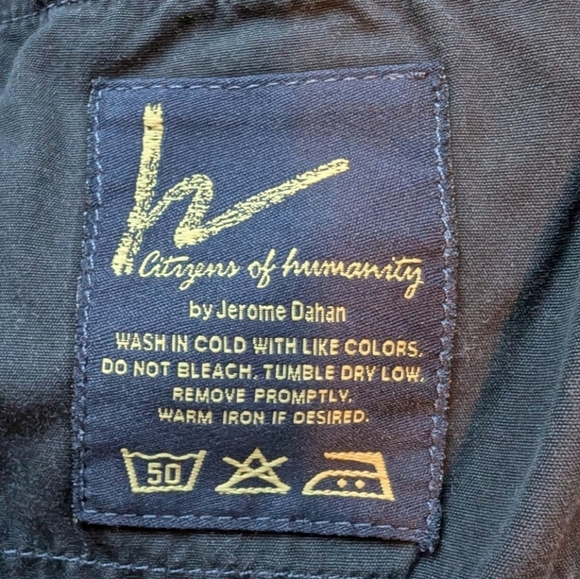 h
Citizens of humanity
by Jerome Dahan
WASH IN COLD WITH LIKE COLORS.
DO NOT BLEACH. TUMBLE DRY LOW.
REMOVE PROMPTLY.
WARM IRON IF DESIRED.
50